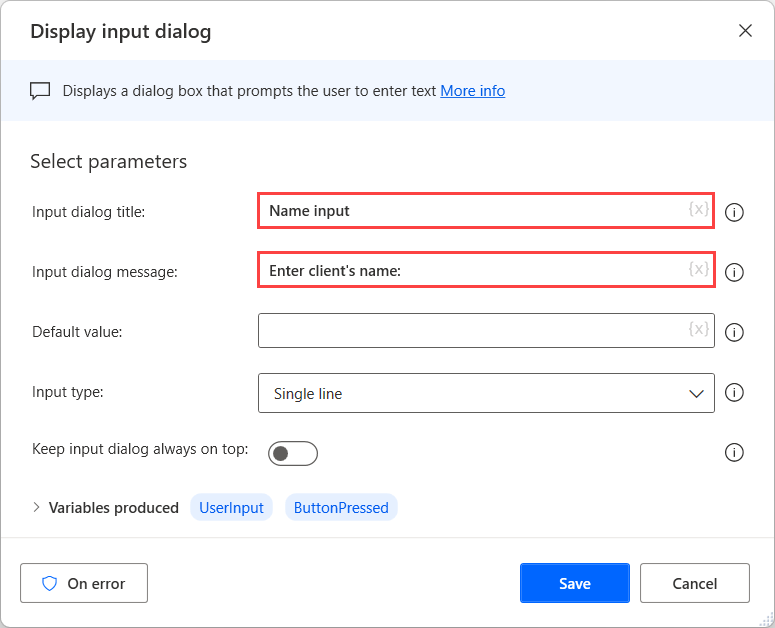 Display input dialog
Displays a dialog box that prompts the user to enter text More info
Select parameters
Input dialog title: Name input {x}
Input dialog message: Enter client's name: {x}
Default value: {x}
Input type: Single line
Keep input dialog always on top:
Variables produced UserInput ButtonPressed
On error Save Cancel